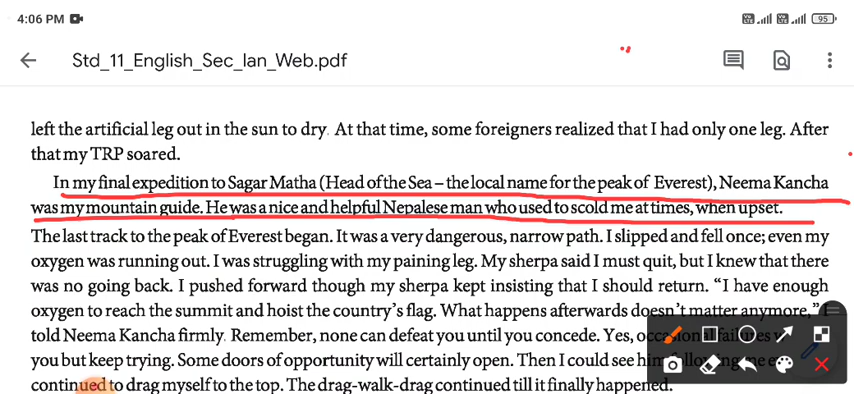 4:06 PM
95
Std_11_English_Sec_lan_Web.pdf
left the artificial leg out in the sun to dry. At that time, some foreigners realized that I had only one leg. After
that my TRP soared.
In my final expedition to Sagar Matha (Head of the Sea – the local name for the peak of Everest), Neema Kancha
was my mountain guide. He was a nice and helpful Nepalese man who used to scold me at times, when upset.
The last track to the peak of Everest began. It was a very dangerous, narrow path. I slipped and fell once; even my
oxygen was running out. I was struggling with my paining leg. My sherpa said I must quit, but I knew that there
was no going back. I pushed forward though my sherpa kept insisting that I should return. “I have enough
oxygen to reach the summit and hoist the country’s flag. What happens afterwards doesn’t matter anymore,” I
told Neema Kancha firmly. Remember, none can defeat you until you concede. Yes,
you but keep trying. Some doors of opportunity will certainly open. Then I could see
continued to drag myself to the top. The drag-walk-drag continued till it finally happened.